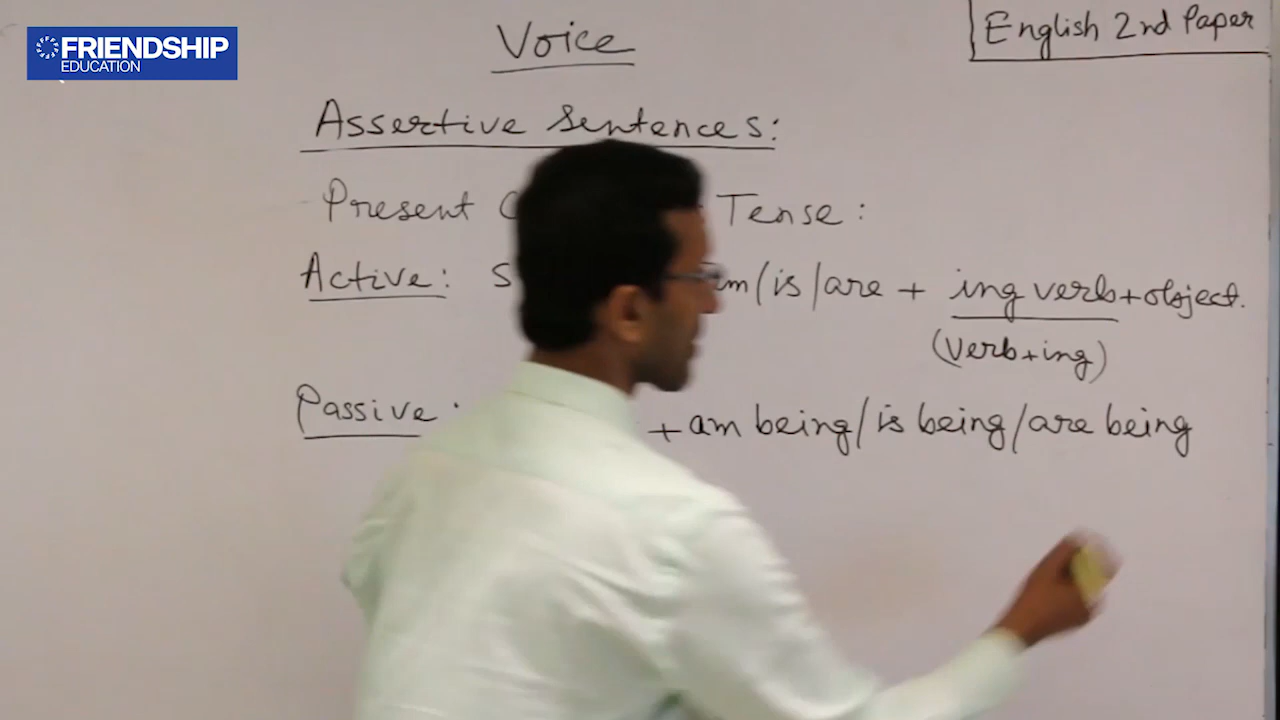 FRIENDSHIP
EDUCATION
Voice
English 2nd Paper
Assertive Sentences:
Present Tense:
Active: /is/are + ing verb+object.
(verb+ing)
Passive: + am being/is being/are being